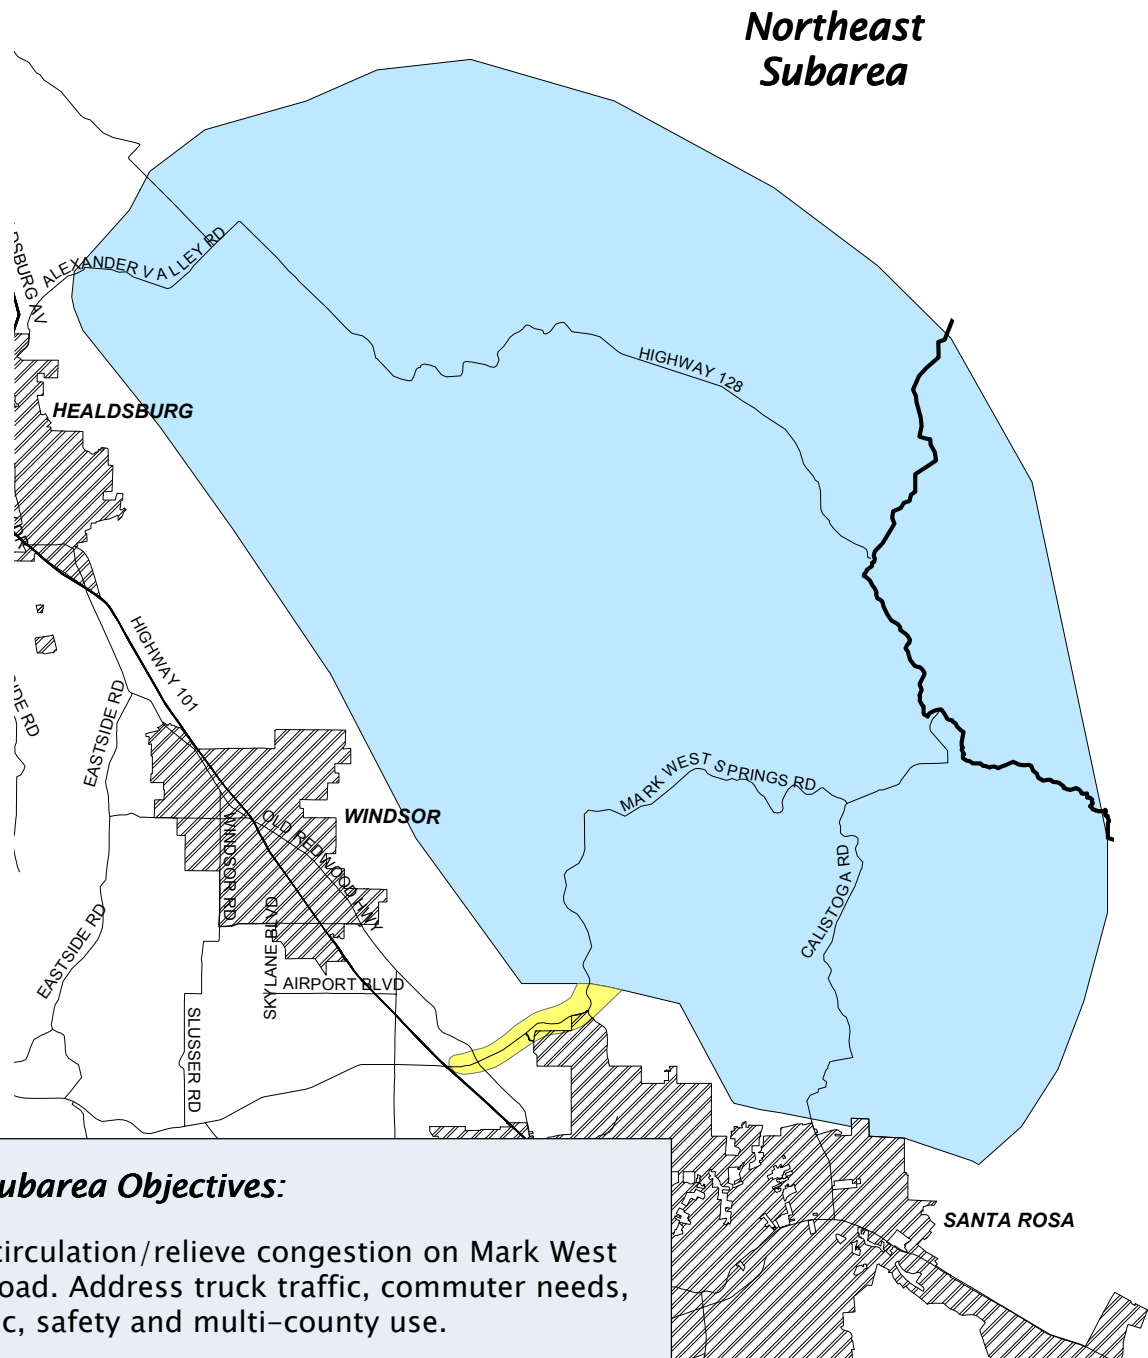 Northeast
Subarea
ALEXANDER VALLEY RD
HIGHWAY 128
HEALDSBURG
HIGHWAY 101
EASTSIDE RD
MARK WEST SPRINGS RD
WINDSOR
OLD REDWOOD HWY
WINDSOR RD
CALISTOGA RD
EASTSIDE RD
SKYLANE BLVD
AIRPORT BLVD
SLUSSER RD
SANTA ROSA
ubarea Objectives:
circulation/relieve congestion on Mark West
oad. Address truck traffic, commuter needs,
c, safety and mult-county use.